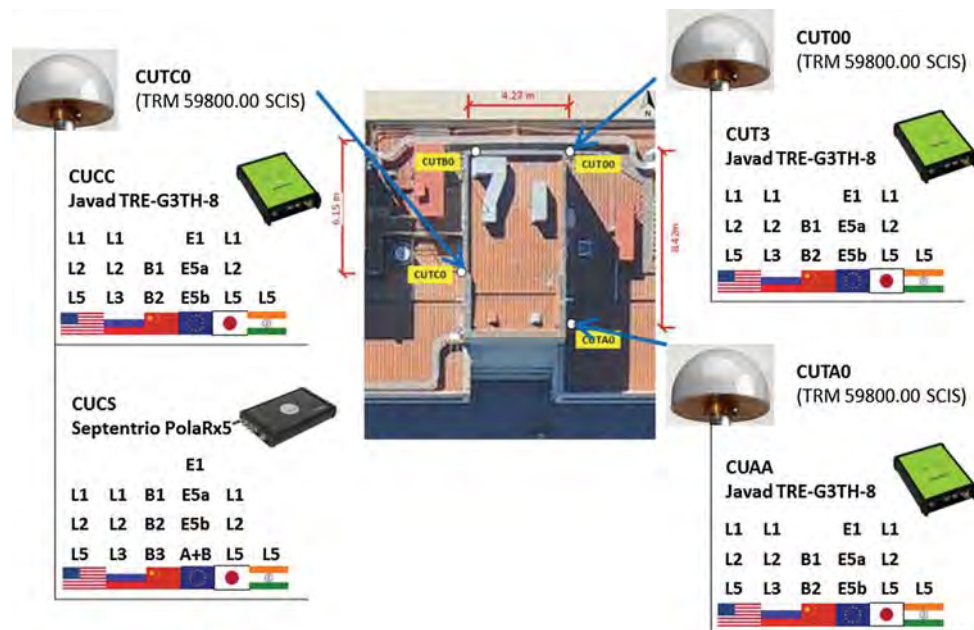 CUTC0
(TRM 59800.00 SCIS)
CUCC
Javad TRE-G3TH-8
L1 L1 E1 L1
L2 L2 B1 E5a L2
L5 L3 B2 E5b L5 L5
CUCS
Septentrio PolaRx5
E1
L1 L1 B1 E5a L1
L2 L2 B2 E5b L2
L5 L3 B3 A+B L5 L5
4.27 m
N
CUTB0
CUT00
6.15 m
8.42m
CUTC0
CUTA0
7
CUT00
(TRM 59800.00 SCIS)
CUT3
Javad TRE-G3TH-8
L1 L1 E1 L1
L2 L2 B1 E5a L2
L5 L3 B2 E5b L5 L5
CUTA0
(TRM 59800.00 SCIS)
CUAA
Javad TRE-G3TH-8
L1 L1 E1 L1
L2 L2 B1 E5a L2
L5 L3 B2 E5b L5 L5